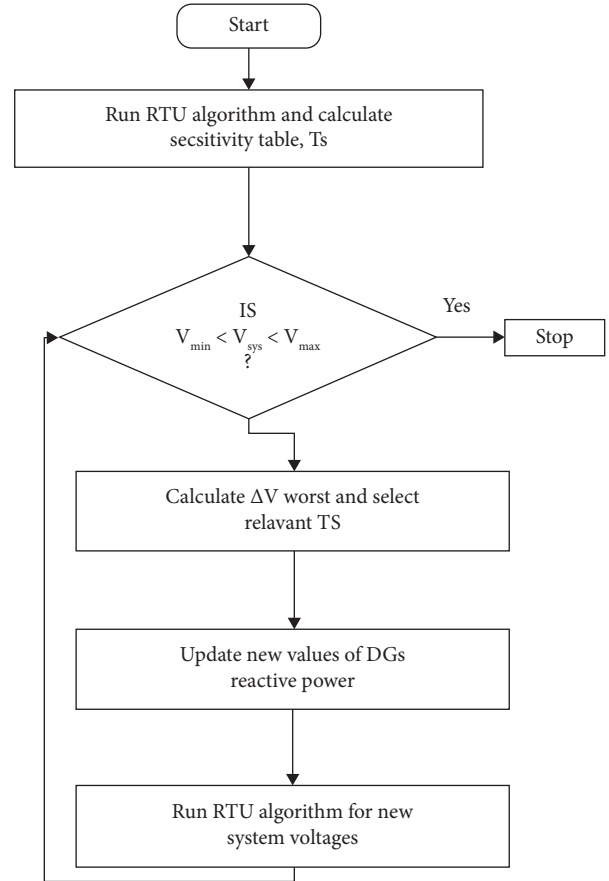 Start
Run RTU algorithm and calculate
secsitivity table, Ts
IS
Vmin < Vsys < Vmax
?
Yes
Stop
Calculate ΔV worst and select
relavant TS
Update new values of DGs
reactive power
Run RTU algorithm for new
system voltages